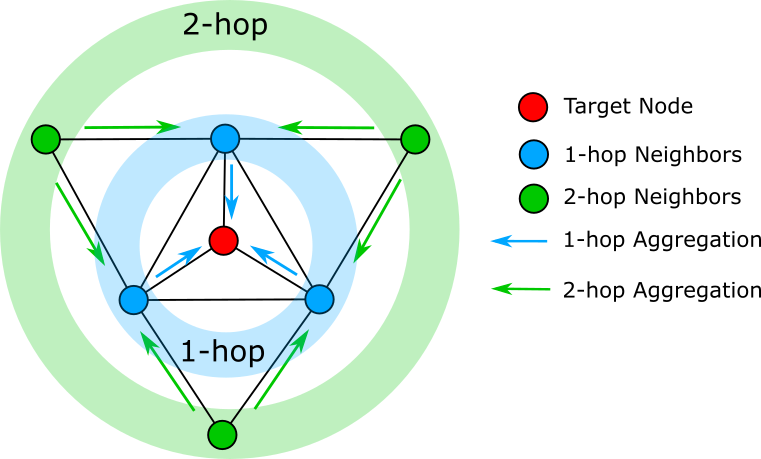 2-hop
1-hop
Target Node
1-hop Neighbors
2-hop Neighbors
1-hop Aggregation
2-hop Aggregation